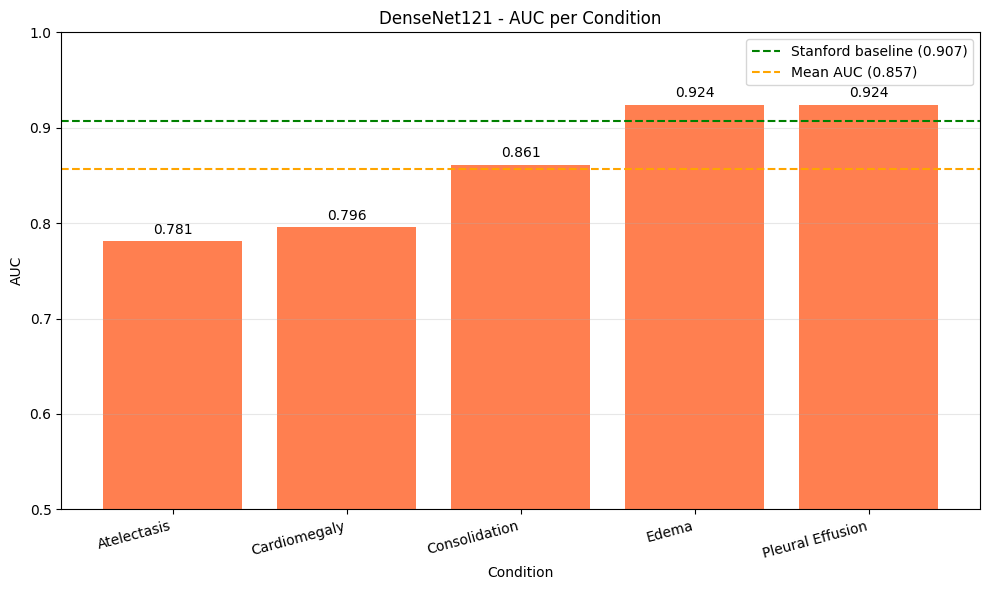 DenseNet121 - AUC per Condition
Stanford baseline (0.907)
Mean AUC (0.857)
1.0
0.9
0.8
0.7
0.6
0.5
AUC
0.781
0.796
0.861
0.924
0.924
Atelectasis
Cardiomegaly
Consolidation
Edema
Pleural Effusion
Condition